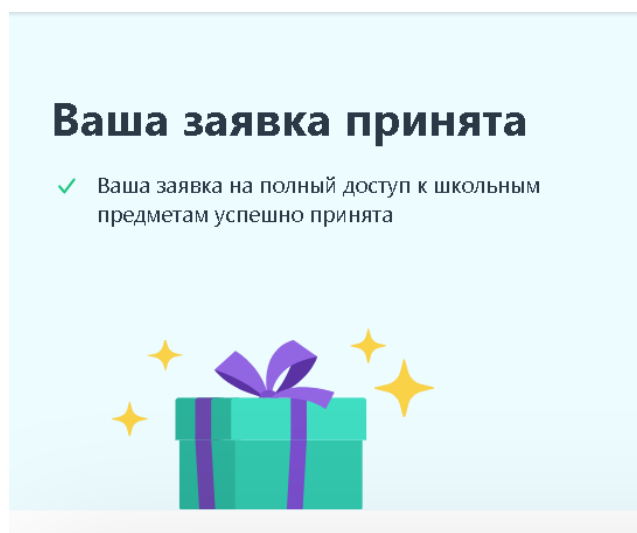 Ваша заявка принята
Ваша заявка на полный доступ к школьным
предметам успешно принята